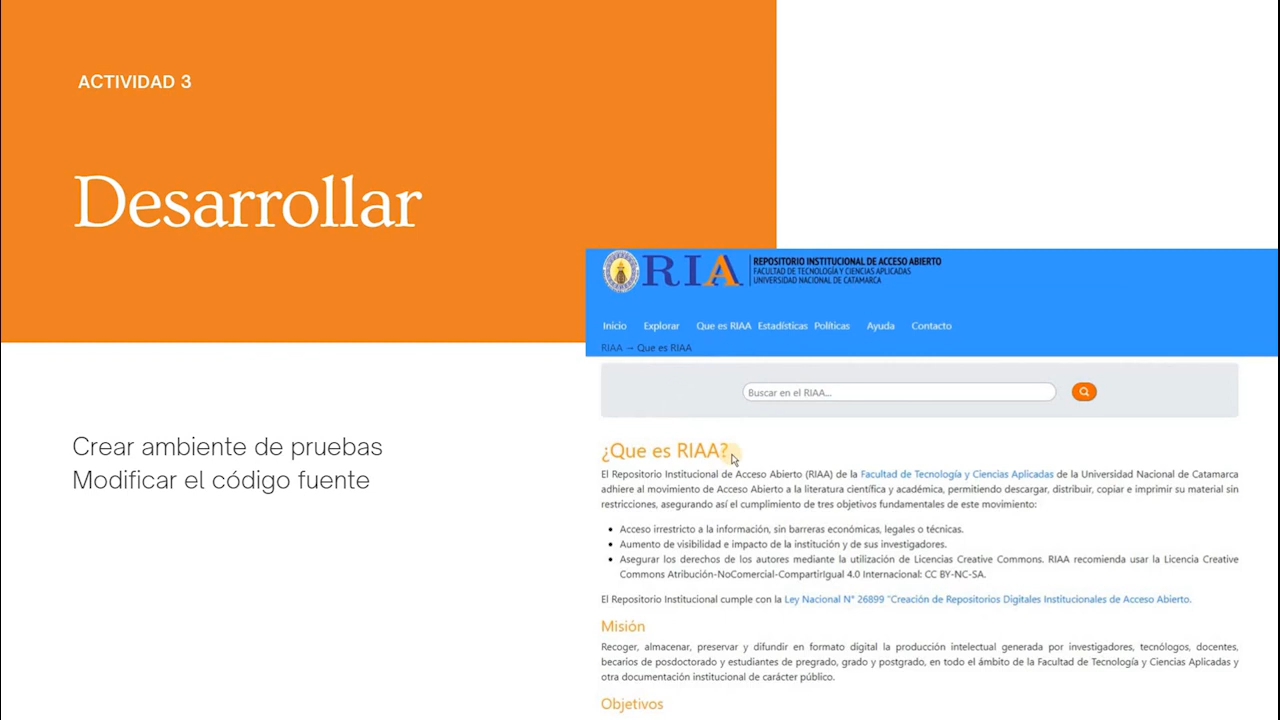 ACTIVIDAD 3
Desarrollar
Crear ambiente de pruebas
Modificar el código fuente
RIA
REPOSITORIO INSTITUCIONAL DE ACCESO ABIERTO
FACULTAD DE TECNOLOGÍA Y CIENCIAS APLICADAS
UNIVERSIDAD NACIONAL DE CATAMARCA
Inicio Explorar Que es RIAA Estadísticas Políticas Ayuda Contacto
RIAA → Que es RIAA
Buscar en el RIAA...
¿Que es RIAA?
El Repositorio Institucional de Acceso Abierto (RIAA) de la Facultad de Tecnología y Ciencias Aplicadas de la Universidad Nacional de Catamarca
adhiere al movimiento de Acceso Abierto a la literatura científica y académica, permitiendo descargar, distribuir, copiar e imprimir su material sin
restricciones, asegurando así el cumplimiento de tres objetivos fundamentales de este movimiento:
• Acceso irrestricto a la información, sin barreras económicas, legales o técnicas.
• Aumento de visibilidad e impacto de la institución y de sus investigadores.
• Asegurar los derechos de los autores mediante la utilización de Licencias Creative Commons. RIAA recomienda usar la Licencia Creative
Commons Atribución-NoComercial-CompartirIgual 4.0 Internacional: CC BY-NC-SA.
El Repositorio Institucional cumple con la Ley Nacional N° 26899 "Creación de Repositorios Digitales Institucionales de Acceso Abierto.
Misión
Recoger, almacenar, preservar y difundir en formato digital la producción intelectual generada por investigadores, tecnólogos, docentes,
becarios de posdoctorado y estudiantes de pregrado, grado y postgrado, en todo el ámbito de la Facultad de Tecnología y Ciencias Aplicadas y
otra documentación institucional de carácter público.
Objetivos